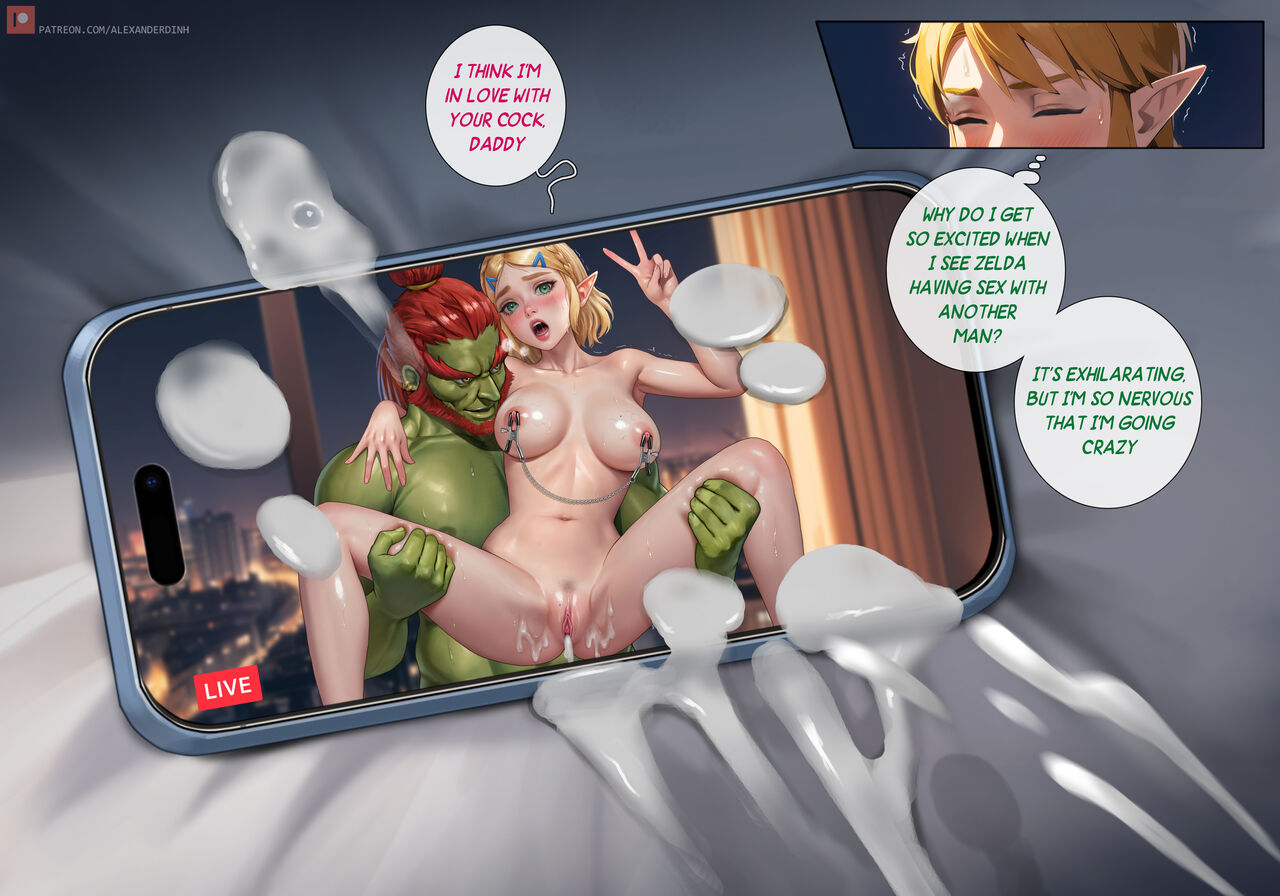 PATREON.COM/ALEXANDERDINH
I THINK I'M
IN LOVE WITH
YOUR COCK,
DADDY
WHY DO I GET
SO EXCITED WHEN
I SEE ZELDA
HAVING SEX WITH
ANOTHER
MAN?
IT'S EXHILARATING,
BUT I'M SO NERVOUS
THAT I'M GOING
CRAZY
LIVE